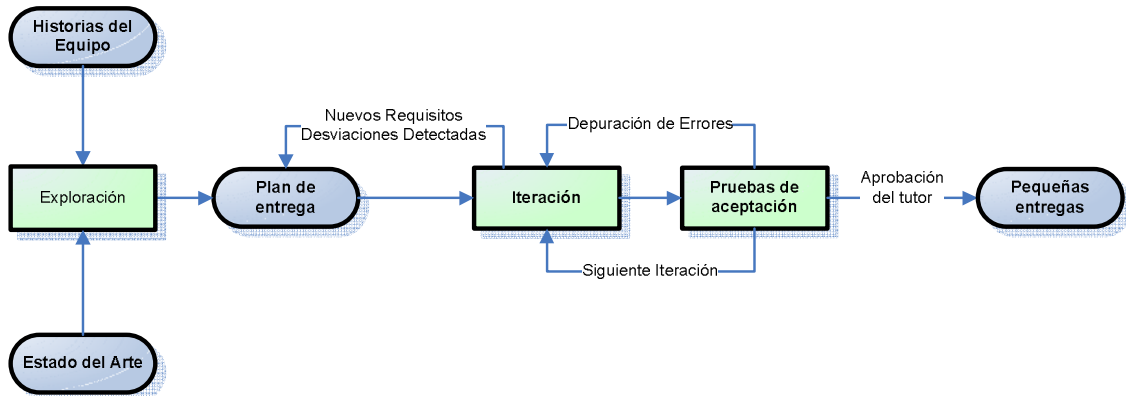 Historias del
Equipo
Nuevos Requisitos
Desviaciones Detectadas
Depuración de Errores
Exploración
Plan de
entrega
Iteración
Pruebas de
aceptación
Aprobación
del tutor
Pequeñas
entregas
Siguiente Iteración
Estado del Arte